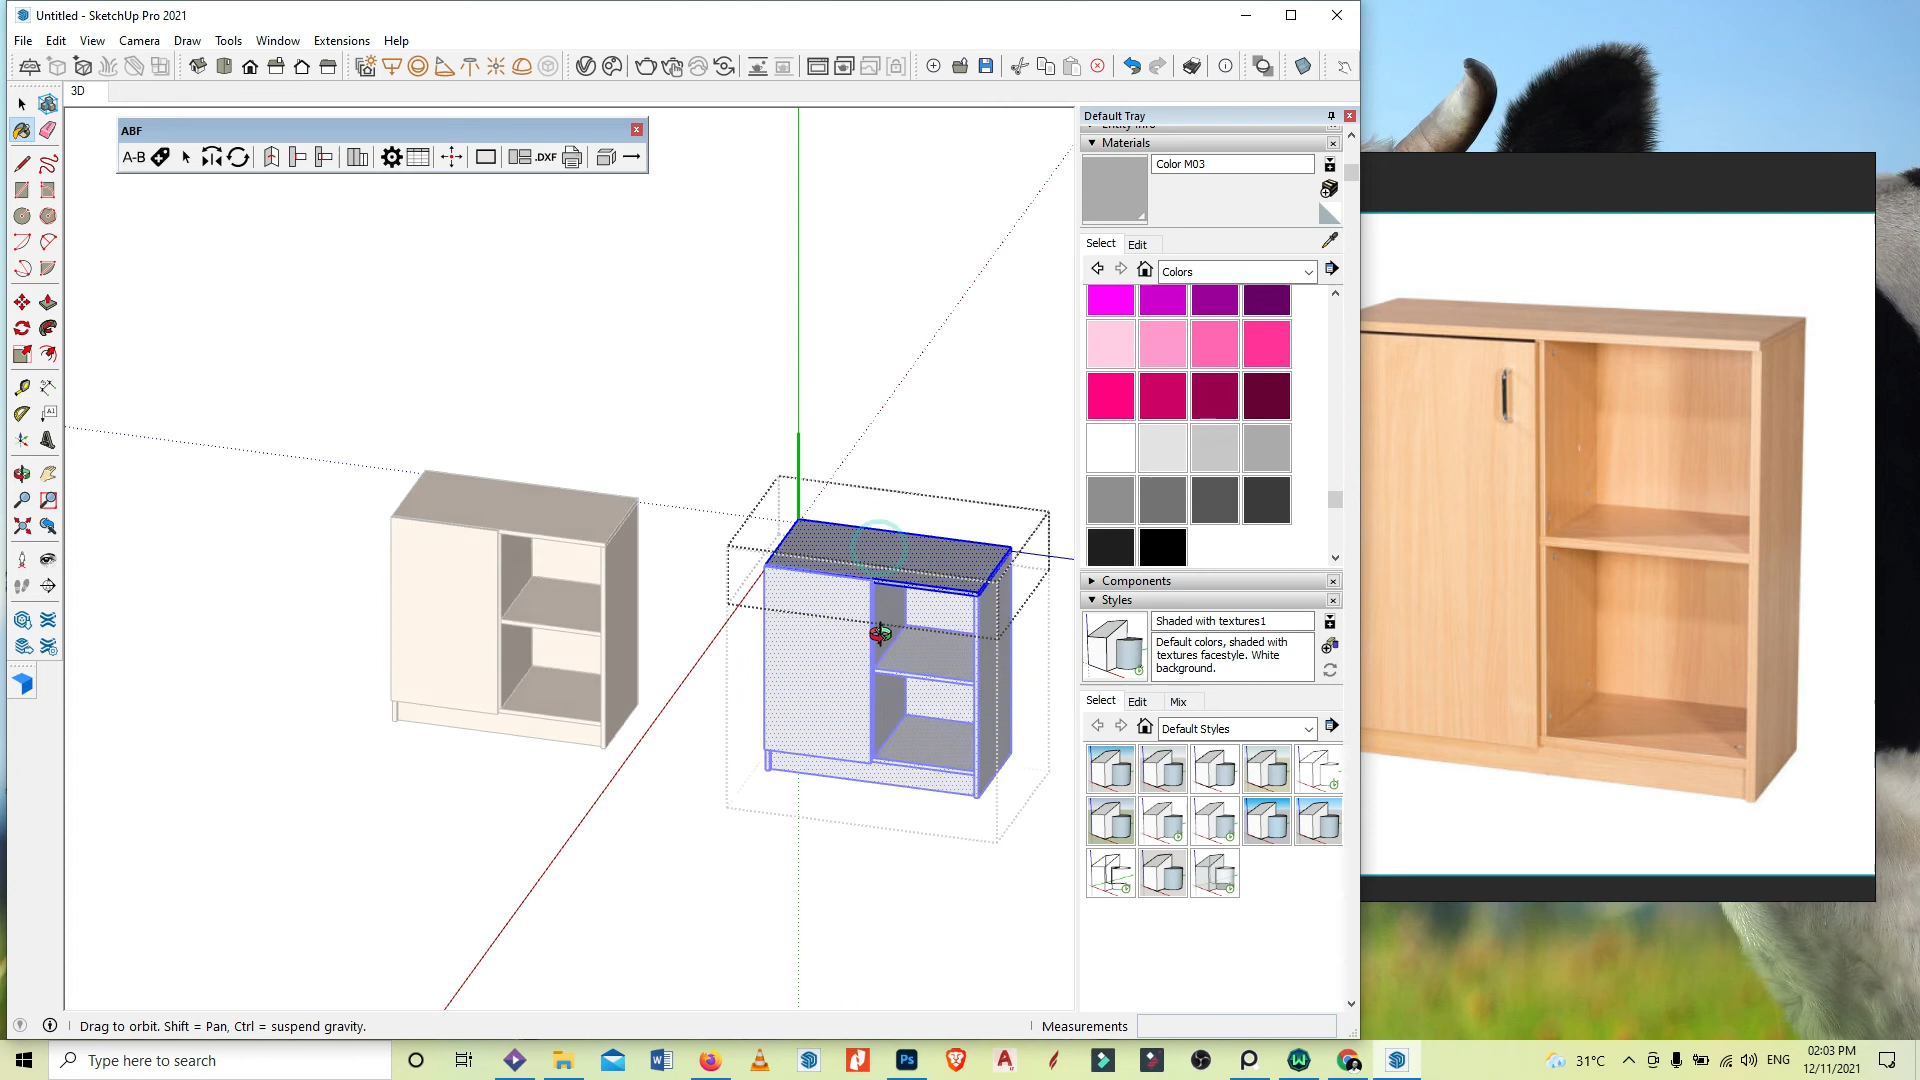 Untitled - SketchUp Pro 2021
File Edit View Camera Draw Tools Window Extensions Help
3D
Default Tray
ABF
Materials
A-B
.DXF
Color M03
Select Edit
Colors
Components
Styles
Shaded with textures1
Default colors, shaded with
textures facestyle. White
background.
Select Edit Mix
Default Styles
Drag to orbit. Shift = Pan, Ctrl = suspend gravity.
Measurements
Type here to search
31°C
ENG
02:03 PM
12/11/2021